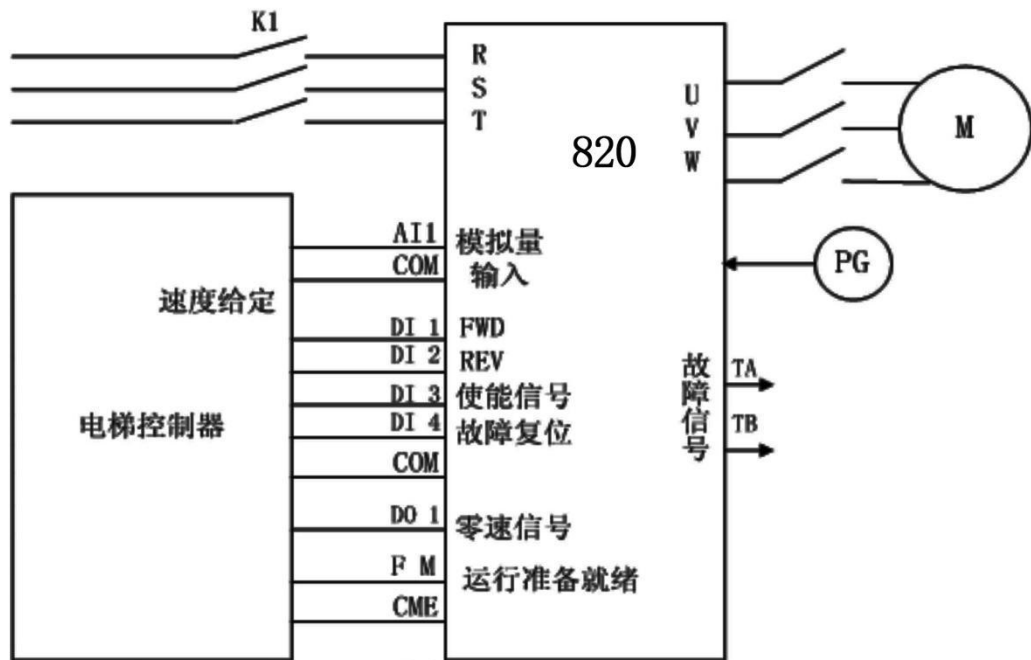 K1
R
S
T
U
V
W
820
M
AI1 模拟量
COM 输入
速度给定
PG
DI 1 FWD
DI 2 REV
DI 3 使能信号
DI 4 故障复位
COM
电梯控制器
故障信号
TA
TB
DO 1 零速信号
F M 运行准备就绪
CME